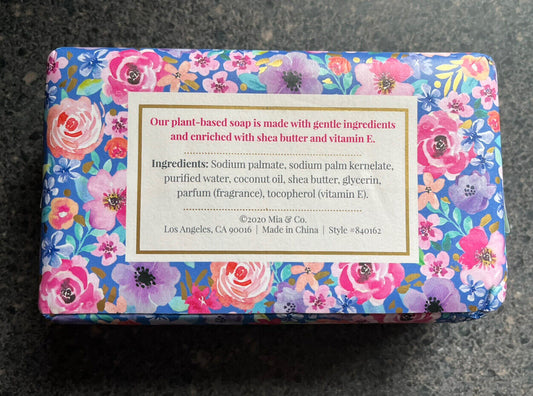 Our plant-based soap is made with gentle ingredients
and enriched with shea butter and vitamin E.
Ingredients: Sodium palmate, sodium palm kernelate,
purified water, coconut oil, shea butter, glycerin,
parfum (fragrance), tocopherol (vitamin E).
©2020 Mia & Co.
Los Angeles, CA 90016 | Made in China | Style #840162